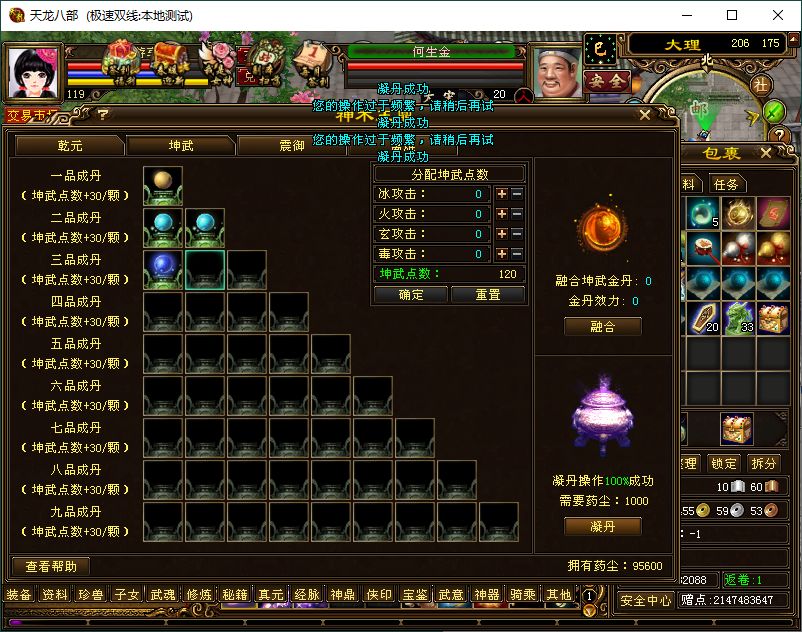 天龙八部 (极速双线:本地测试)
何生金
大理 206 175
北
119
20
安全
社
凝丹成功
您的操作过于频繁，请稍后再试
凝丹成功
您的操作过于频繁，请稍后再试
凝丹成功
交易市场
?
包裹
乾元
坤武
震御
料
任务
一品成丹
(坤武点数+30/颗)
二品成丹
(坤武点数+30/颗)
三品成丹
(坤武点数+30/颗)
四品成丹
(坤武点数+30/颗)
五品成丹
(坤武点数+30/颗)
六品成丹
(坤武点数+30/颗)
七品成丹
(坤武点数+30/颗)
八品成丹
(坤武点数+30/颗)
九品成丹
(坤武点数+30/颗)
分配坤武点数
冰攻击： 0
火攻击： 0
玄攻击： 0
毒攻击： 0
坤武点数： 120
确定
重置
融合坤武金丹: 0
金丹效力: 0
融合
凝丹操作100%成功
需要药尘：1000
凝丹
查看帮助
拥有药尘：95600
5
20
33
理
锁定
拆分
10 60
55 59 53
: -1
32088
返卷:1
安全中心
赠点:2147483647
装备 资料 珍兽 子女 武魂 修炼 秘籍 真元 经脉 神鼎 侠印 宝鉴 武意 神器 骑乘 其他
1